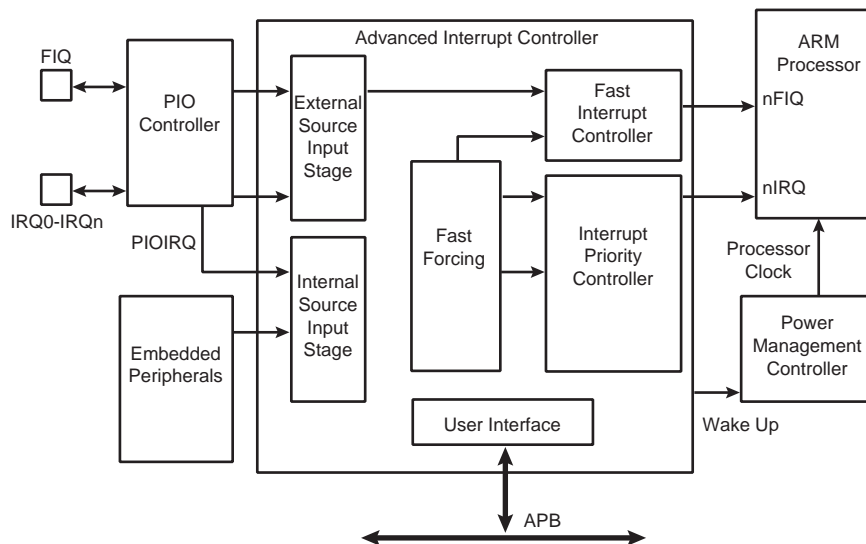 Advanced Interrupt Controller
ARM
Processor
FIQ
PIO
Controller
External
Source
Input
Stage
Fast
Interrupt
Controller
nFIQ
IRQ0-IRQn
PIOIRQ
nIRQ
Fast
Forcing
Interrupt
Priority
Controller
Processor
Clock
Internal
Source
Input
Stage
Embedded
Peripherals
Power
Management
Controller
User Interface
Wake Up
APB